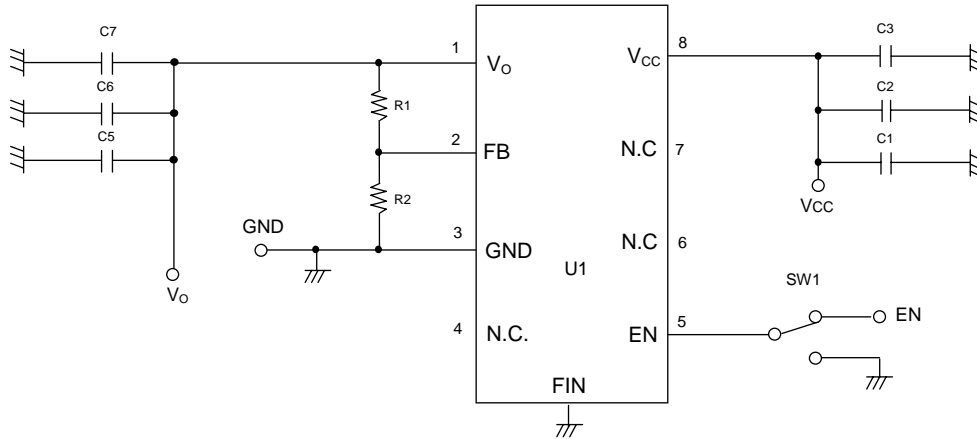 C7
C6
C5
1
VO
R1
2
FB
R2
GND
3
GND
VO
4
N.C.
U1
FIN
8
VCC
C3
C2
C1
VCC
N.C
7
N.C
6
SW1
5
EN
EN